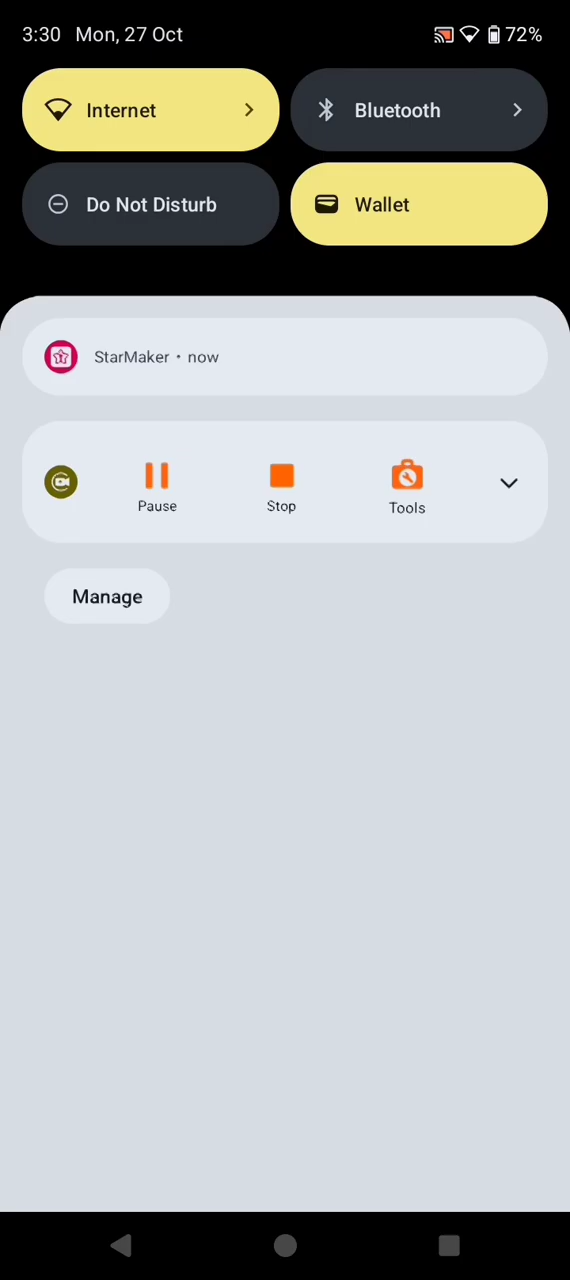 3:30 Mon, 27 Oct 72%
Internet Bluetooth
Do Not Disturb Wallet
StarMaker • now
Pause Stop Tools
Manage